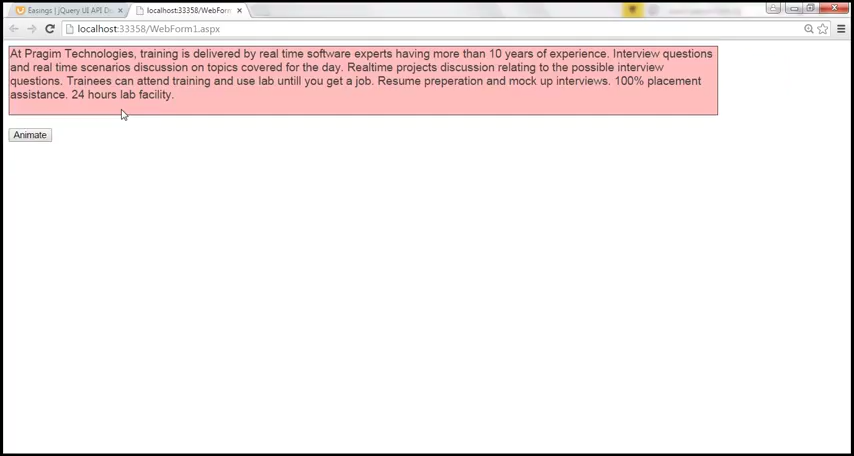 Easings | jQuery UI API Do
localhost:33358/WebForm
localhost:33358/WebForm1.aspx
At Pragim Technologies, training is delivered by real time software experts having more than 10 years of experience. Interview questions
and real time scenarios discussion on topics covered for the day. Realtime projects discussion relating to the possible interview
questions. Trainees can attend training and use lab untill you get a job. Resume preperation and mock up interviews. 100% placement
assistance. 24 hours lab facility.
Animate